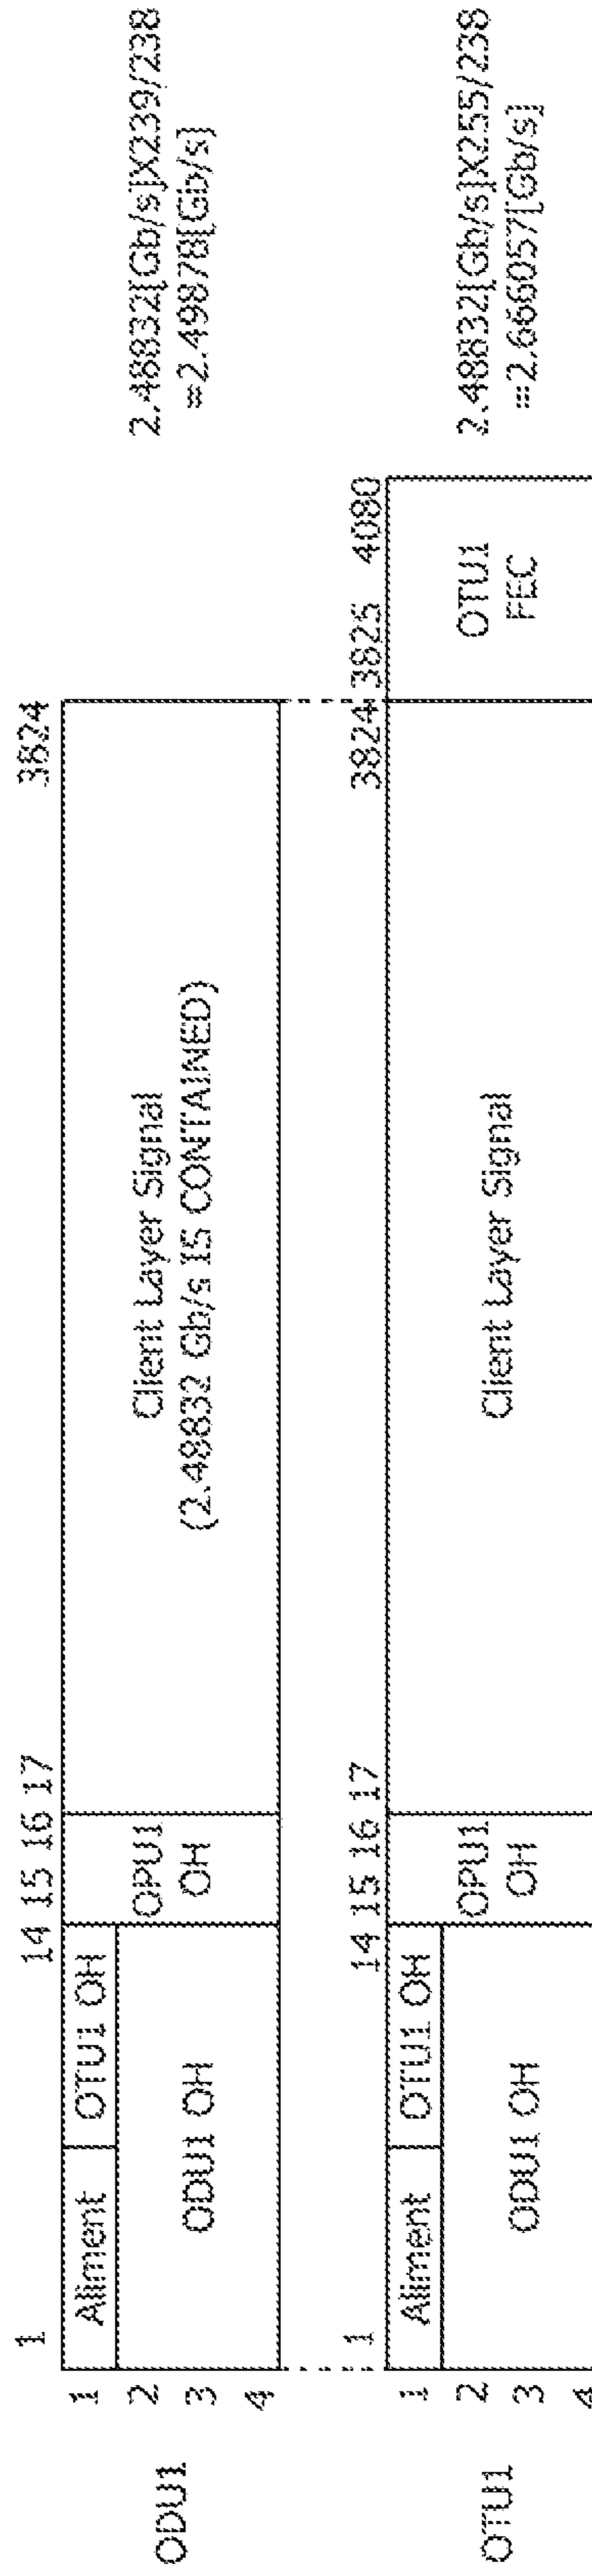 ODU1
1 14 15 16 17 3824
1 Aliment OTU1 OH
2
3
4
ODU1 OH
OPU1
OH
Client Layer Signal
(2.48832 Gb/s IS CONTAINED)
2.48832[Gb/s]X239/238
=2.49878[Gb/s]
OTU1
1 14 15 16 17 3824 3825 4080
1 Aliment OTU1 OH
2
3
4
ODU1 OH
OPU1
OH
Client Layer Signal
OTU1
FEC
2.48832[Gb/s]X255/238
=2.666057[Gb/s]